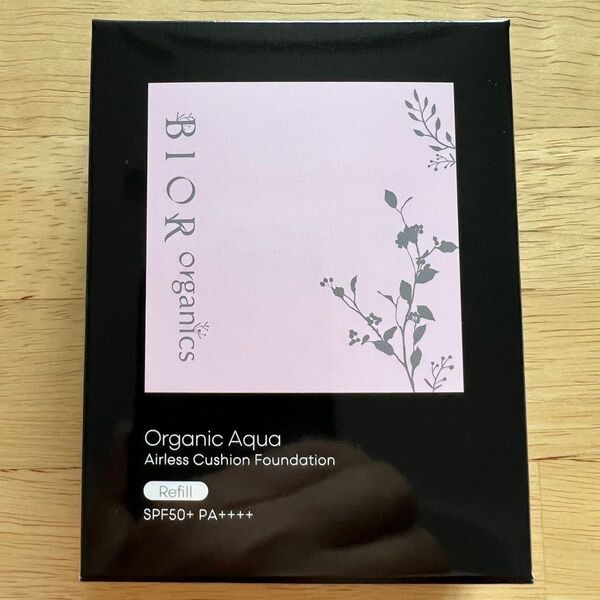 BIOR organics
Organic Aqua
Airless Cushion Foundation
Refill
SPF50+ PA++++